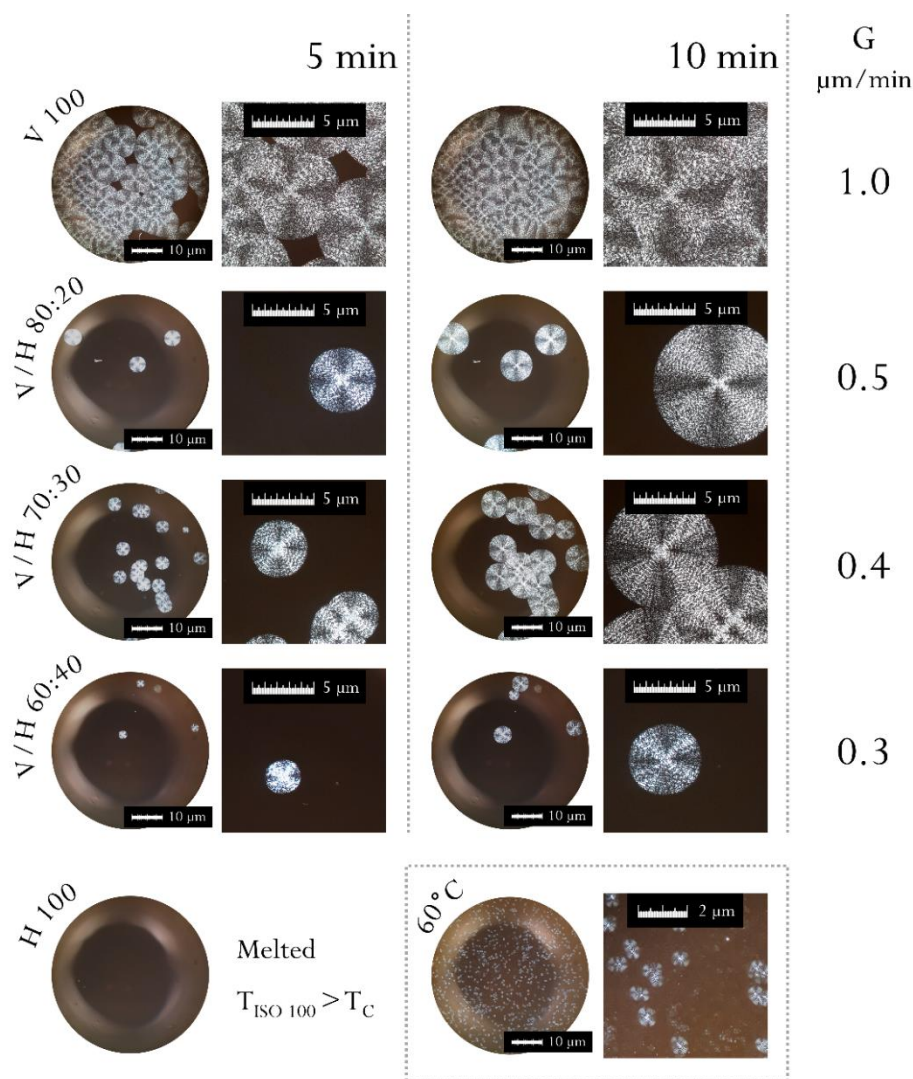 5 min
10 min
G
µm/min
V 100
10 µm
5 µm
10 µm
5 µm
1.0
V/H 80:20
10 µm
5 µm
10 µm
5 µm
0.5
V/H 70:30
10 µm
5 µm
10 µm
5 µm
0.4
V/H 60:40
10 µm
5 µm
10 µm
5 µm
0.3
H 100
Melted
T_ISO 100 > T_C
60°C
10 µm
2 µm